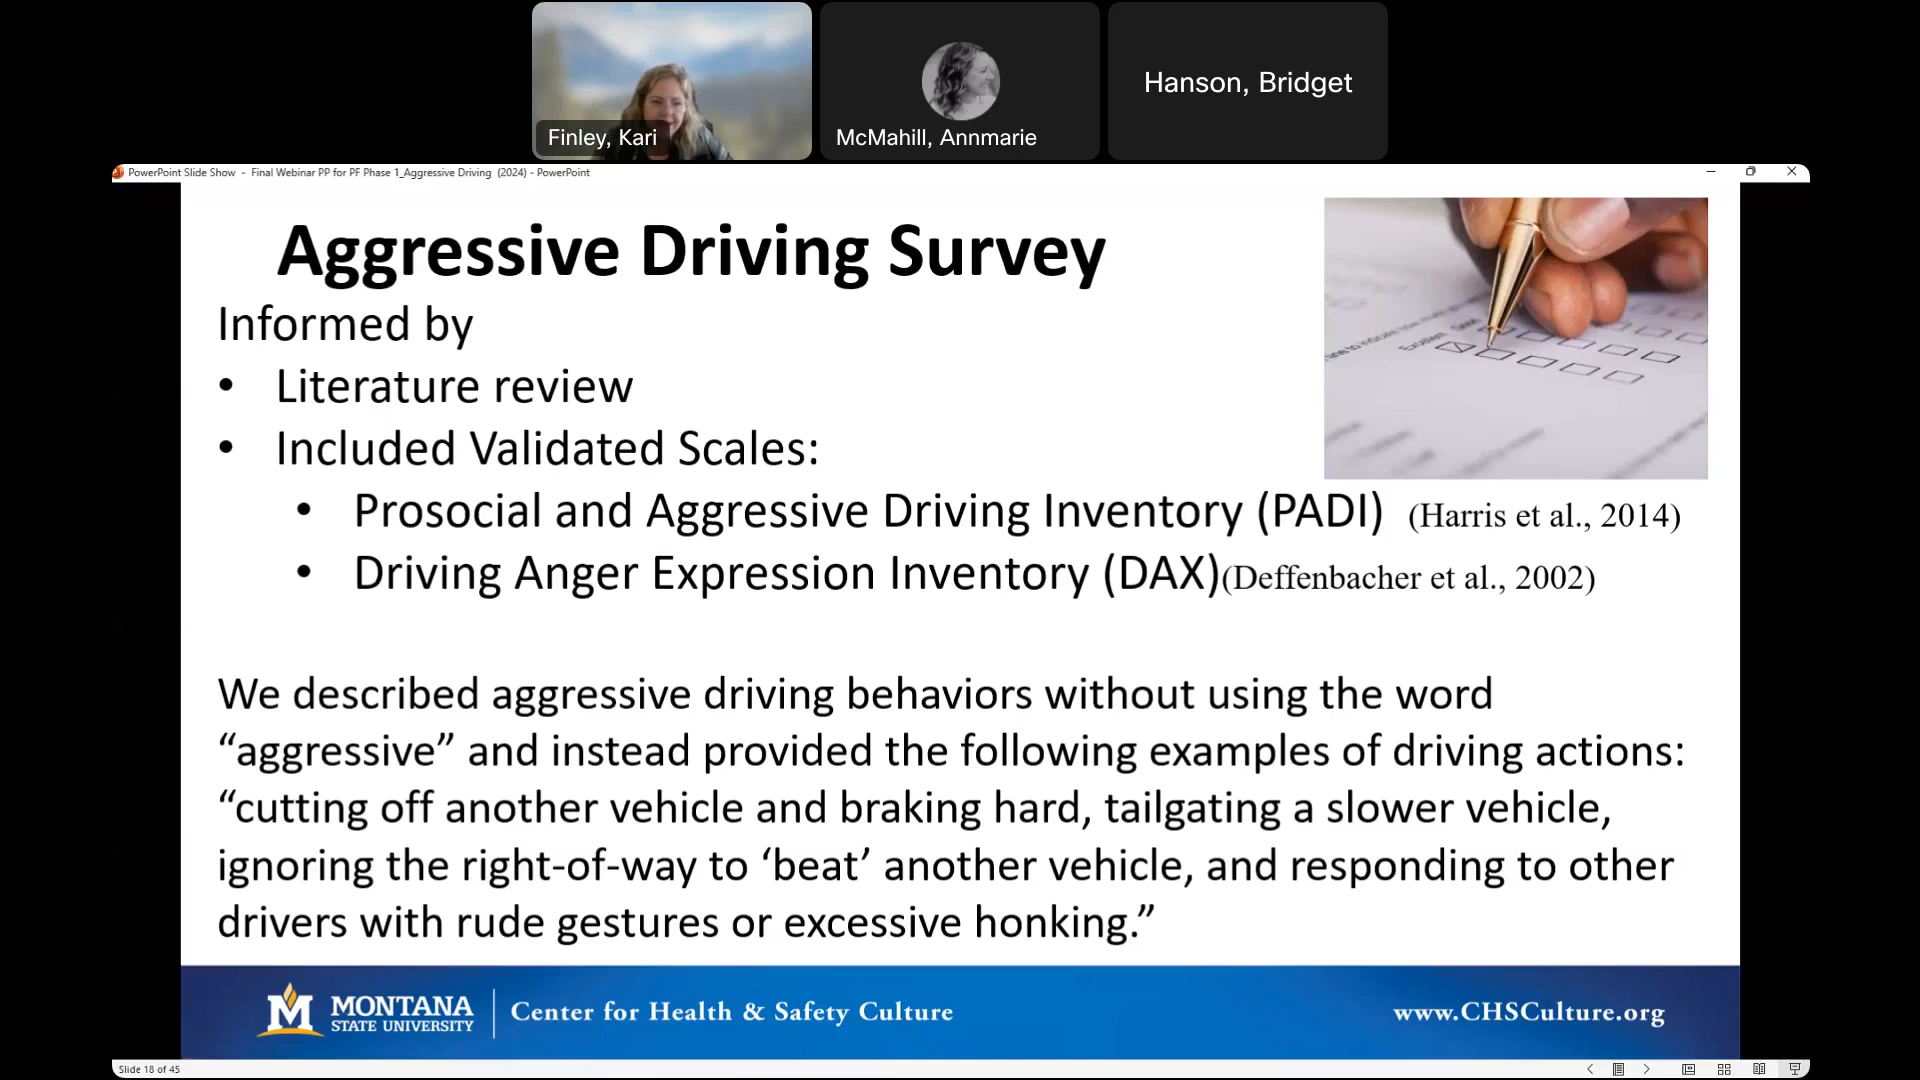 Finley, Kari
McMahill, Annmarie
Hanson, Bridget
PowerPoint Slide Show - Final Webinar PP for PF Phase 1_Aggressive Driving (2024) - PowerPoint
Aggressive Driving Survey
Informed by
• Literature review
• Included Validated Scales:
• Prosocial and Aggressive Driving Inventory (PADI) (Harris et al., 2014)
• Driving Anger Expression Inventory (DAX)(Deffenbacher et al., 2002)
Excellent
Good
We described aggressive driving behaviors without using the word
“aggressive” and instead provided the following examples of driving actions:
“cutting off another vehicle and braking hard, tailgating a slower vehicle,
ignoring the right-of-way to ‘beat’ another vehicle, and responding to other
drivers with rude gestures or excessive honking.”
M MONTANA
STATE UNIVERSITY
Center for Health & Safety Culture
www.CHSCulture.org
Slide 18 of 45